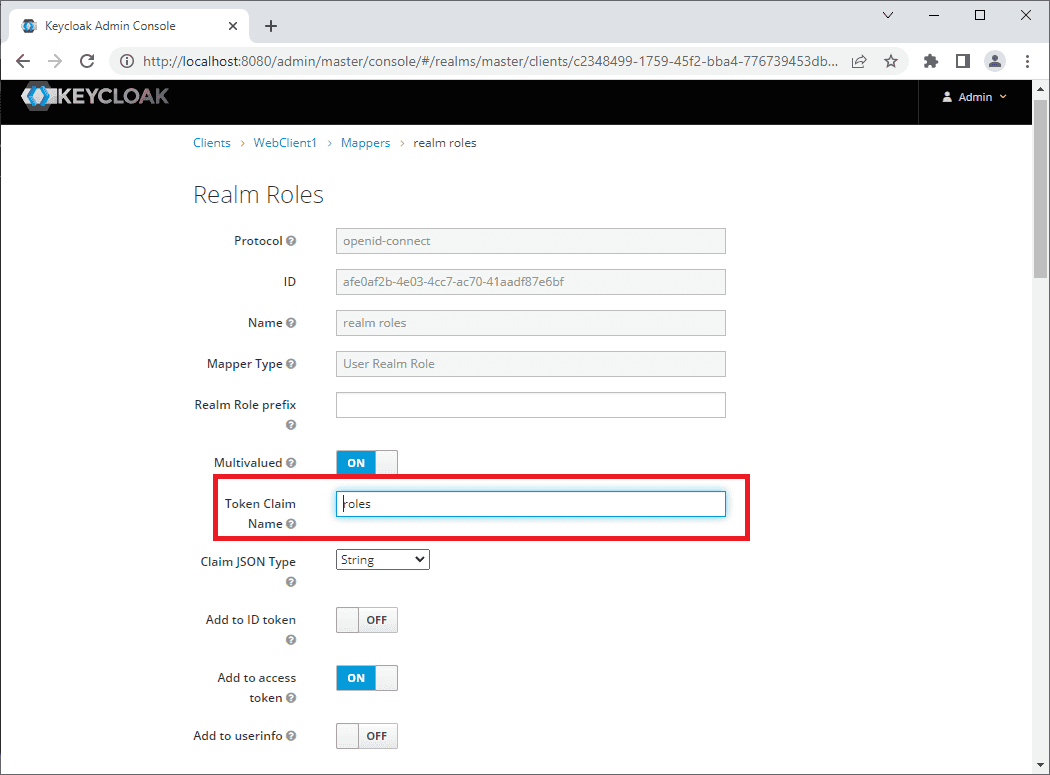 Keycloak Admin Console
http://localhost:8080/admin/master/console/#/realms/master/clients/c2348499-1759-45f2-bba4-776739453db...
KEYCLOAK
Admin
Clients > WebClient1 > Mappers > realm roles
Realm Roles
Protocol openid-connect
ID afe0af2b-4e03-4cc7-ac70-41aadf87e6bf
Name realm roles
Mapper Type User Realm Role
Realm Role prefix
Multivalued ON
Token Claim
Name
roles
Claim JSON Type String
Add to ID token OFF
Add to access
token
ON
Add to userinfo OFF